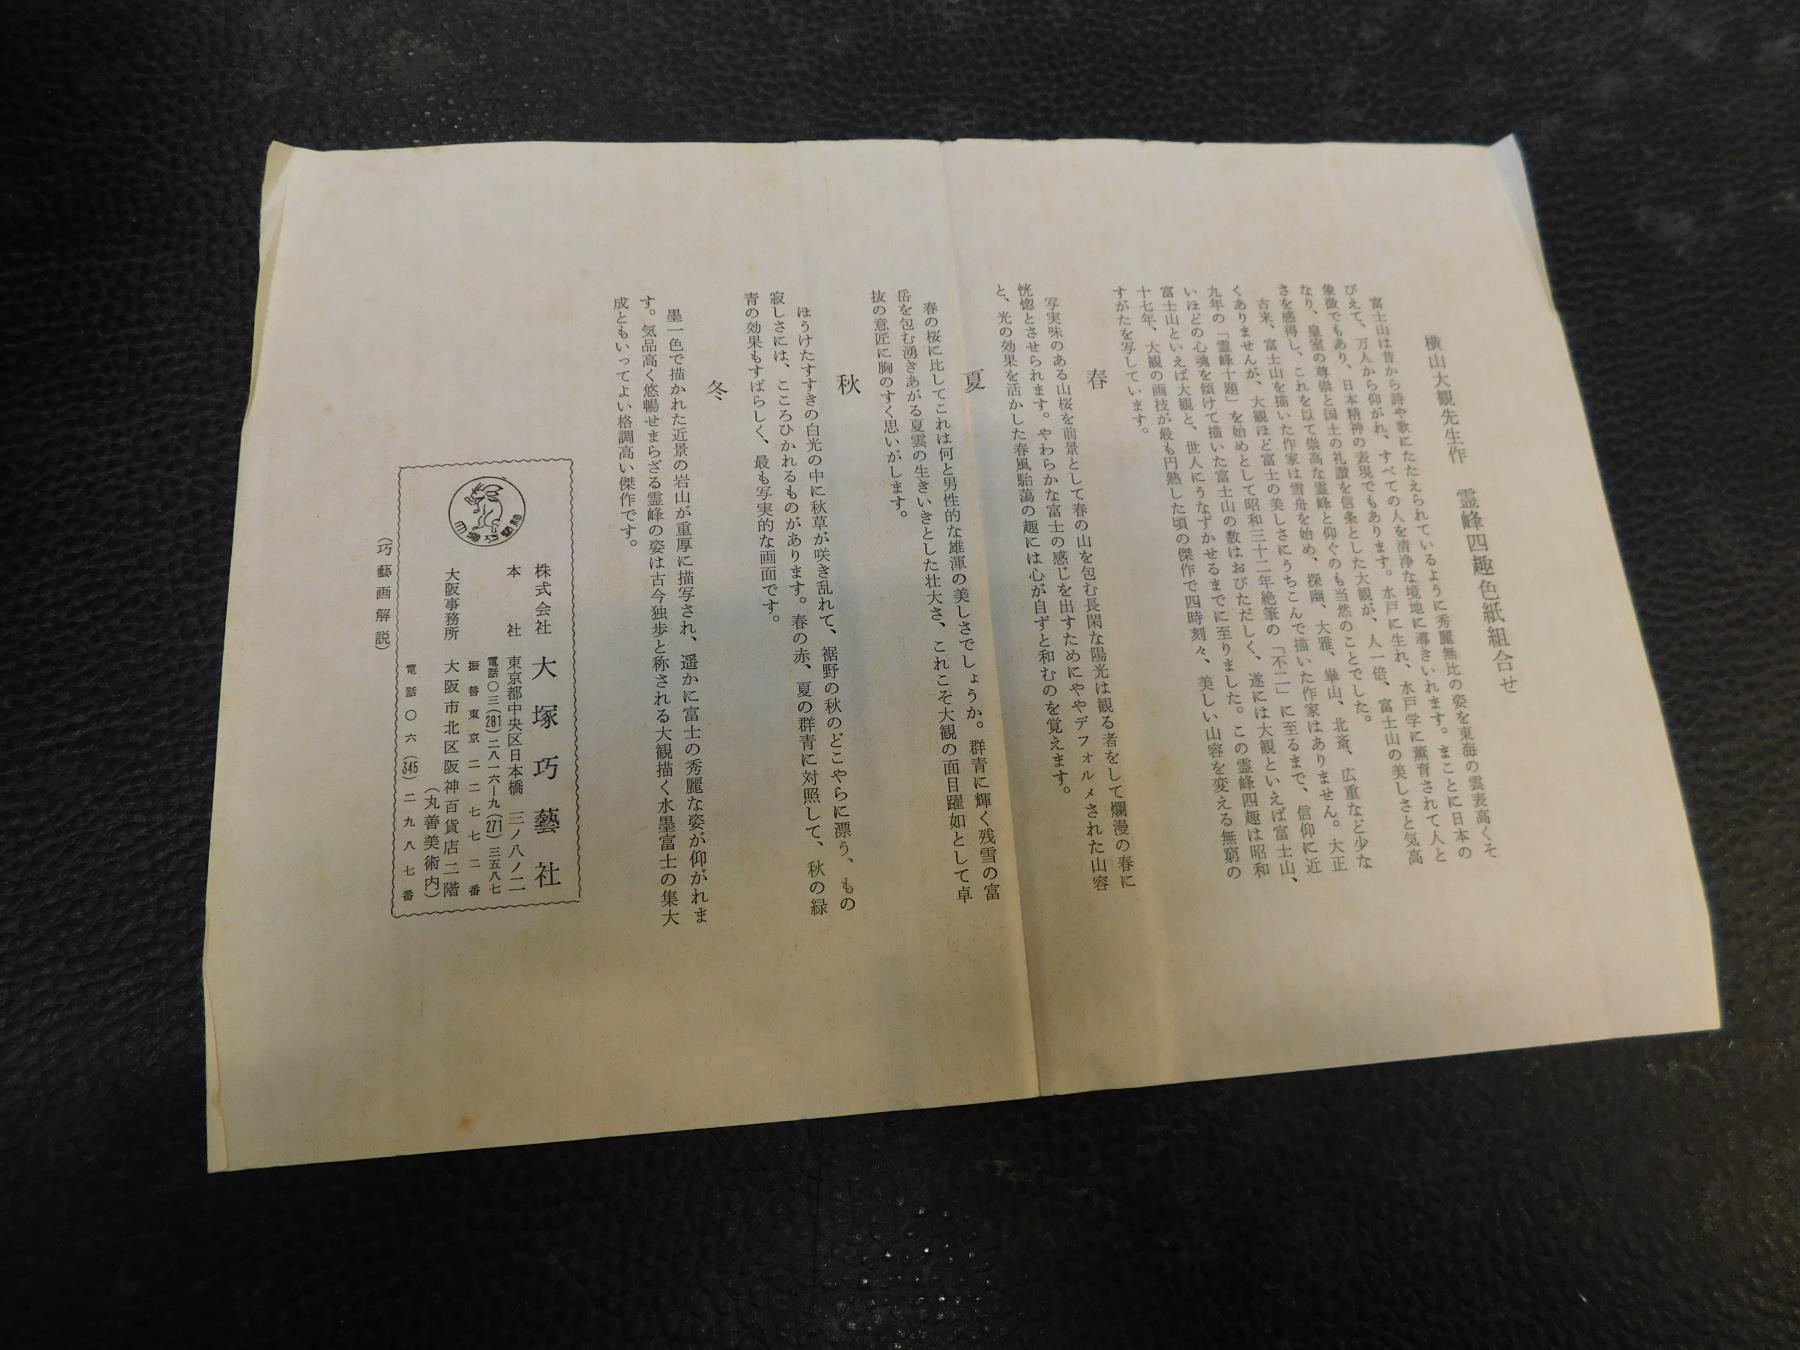 横山大観先生作　霊峰四趣色紙組合せ
富士山は昔から詩や歌にたたえられているように秀麗無比の姿を東海の雲表高くそ
びえて、万人から仰がれ、すべての人を清浄な境地に導きいれます。まことに日本の
象徴でもあり、日本精神の表現でもあります。水戸に生れ、水戸学に薫育されて人と
なり、皇室の尊崇と国土の礼讃を信条とした大観が、人一倍、富士山の美しさと気高
さを感得し、これを以て崇高な霊峰と仰ぐのも当然のことでした。
古来、富士山を描いた作家は雪舟を始め、探幽、大雅、崋山、北斎、広重など少な
くありませんが、大観ほど富士の美しさにうちこんで描いた作家はありません。大正
九年の「霊峰十題」を始めとして昭和三十二年絶筆の「不二」に至るまで、信仰に近
いほどの心魂を傾けて描いた富士山の数はおびただしく、遂には大観といえば富士山、
富士山といえば大観と、世人にうなずかせるまでに至りました。この霊峰四趣は昭和
十七年、大観の画技が最も円熟した頃の傑作で四時刻々、美しい山容を変える無窮の
すがたを写しています。
春
写実味のある山桜を前景として春の山を包む長閑な陽光は観る者をして爛漫の春に
恍惚とさせられます。やわらかな富士の感じを出すためにややデフォルメされた山容
と、光の効果を活かした春風駘蕩の趣には心が自ずと和むのを覚えます。
夏
春の桜に比してこれは何と男性的な雄渾の美しさでしょうか。群青に輝く残雪の富
岳を包む湧きあがる夏雲の生きいきとした壮大さ、これこそ大観の面目躍如として卓
抜の意匠に胸のすく思いがします。
秋
ほうけたすすきの白光の中に秋草が咲き乱れて、裾野の秋のどこやらに漂う、もの
寂しさには、こころひかれるものがあります。春の赤、夏の群青に対照して、秋の緑
青の効果もすばらしく、最も写実的な画面です。
冬
墨一色で描かれた近景の岩山が重厚に描写され、遥かに富士の秀麗な姿が仰がれま
す。気品高く悠暢せまらざる霊峰の姿は古今独歩と称される大観描く水墨富士の集大
成ともいってよい格調高い傑作です。
株式会社　大塚巧藝社
本社　東京都中央区日本橋　三ノ八ノ二
電話〇三(281)二八一六ー九(271)三五八七
振替東京二二七七二番
大阪事務所　大阪市北区阪神百貨店二階
（丸善美術内）
電話〇六(345)二九八七番
（巧藝画解説）